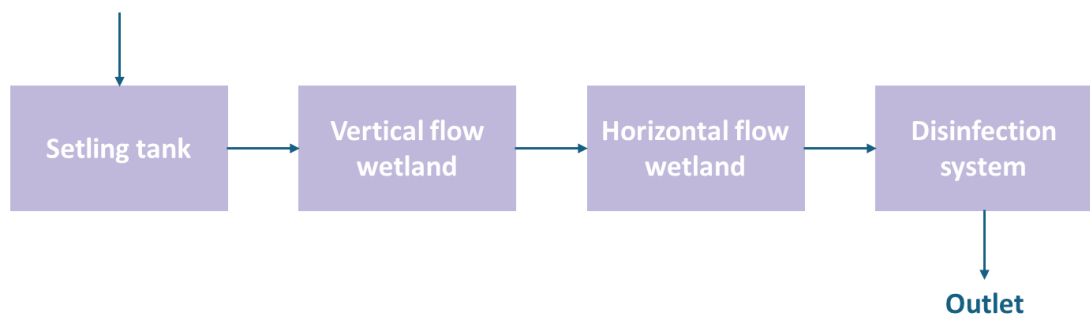 Setling tank
Vertical flow
wetland
Horizontal flow
wetland
Disinfection
system
Outlet